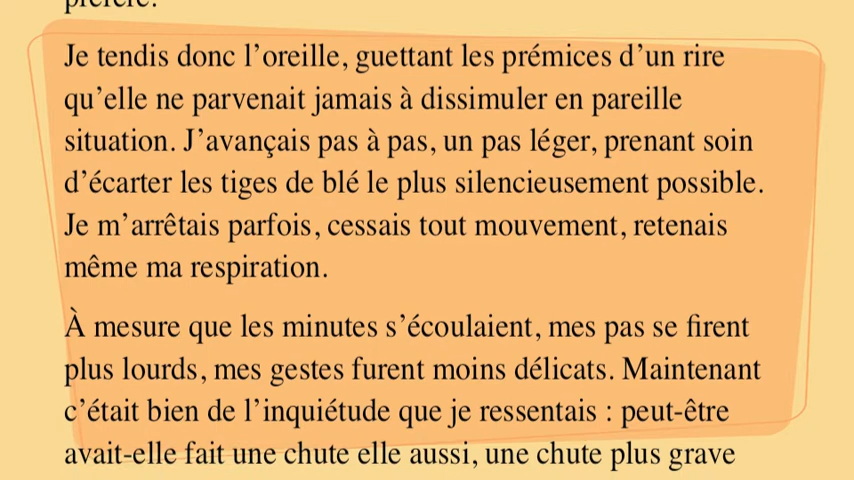 préféré.
Je tendis donc l’oreille, guettant les prémices d’un rire
qu’elle ne parvenait jamais à dissimuler en pareille
situation. J’avançais pas à pas, un pas léger, prenant soin
d’écarter les tiges de blé le plus silencieusement possible.
Je m’arrêtais parfois, cessais tout mouvement, retenais
même ma respiration.
À mesure que les minutes s’écoulaient, mes pas se firent
plus lourds, mes gestes furent moins délicats. Maintenant
c’était bien de l’inquiétude que je ressentais : peut-être
avait-elle fait une chute elle aussi, une chute plus grave